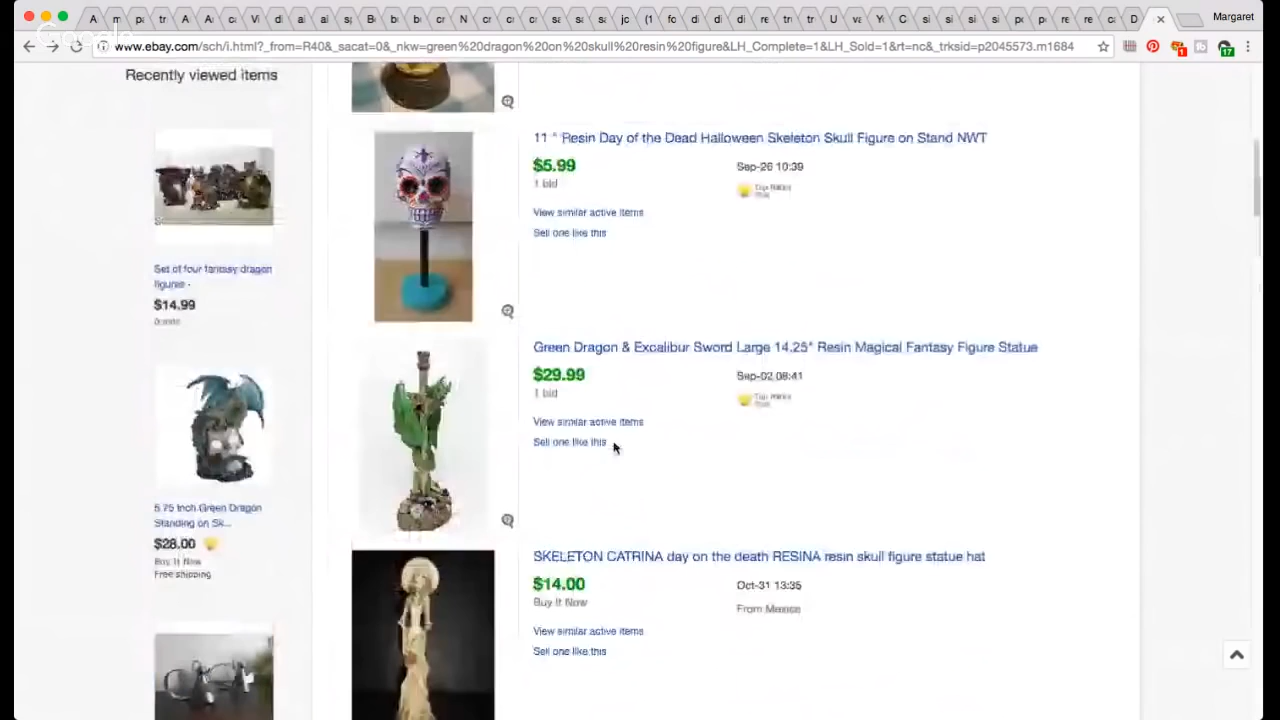 Google
Margaret
www.ebay.com/sch/i.html?_from=R40&_sacat=0&_nkw=green%20dragon%20on%20skull%20resin%20figure&LH_Complete=1&LH_Sold=1&rt=nc&_trksid=p2045573.m1684
1
17
Recently viewed items
Set of four fantasy dragon
figures -
$14.99
0 bids
5.75 Inch Green Dragon
Standing on Sk...
$28.00
Buy It Now
Free shipping
11 " Resin Day of the Dead Halloween Skeleton Skull Figure on Stand NWT
$5.99
Sep-26 10:39
1 bid
View similar active items
Sell one like this
Green Dragon & Excalibur Sword Large 14.25" Resin Magical Fantasy Figure Statue
$29.99
Sep-02 08:41
1 bid
View similar active items
Sell one like this
SKELETON CATRINA day on the death RESINA resin skull figure statue hat
$14.00
Oct-31 13:35
Buy It Now
From Mexico
View similar active items
Sell one like this